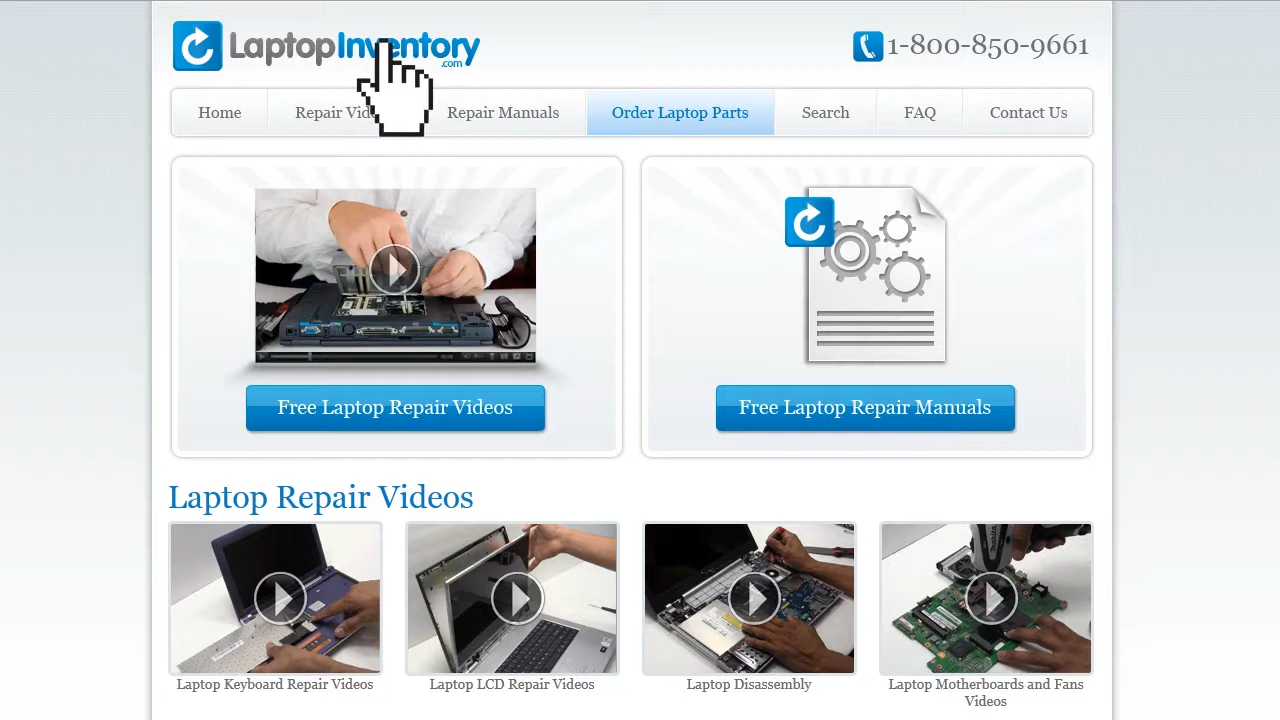 LaptopInventory
.com
1-800-850-9661
Home
Repair Vid
Repair Manuals
Order Laptop Parts
Search
FAQ
Contact Us
Free Laptop Repair Videos
Free Laptop Repair Manuals
Laptop Repair Videos
Laptop Keyboard Repair Videos
Laptop LCD Repair Videos
Laptop Disassembly
Laptop Motherboards and Fans
Videos